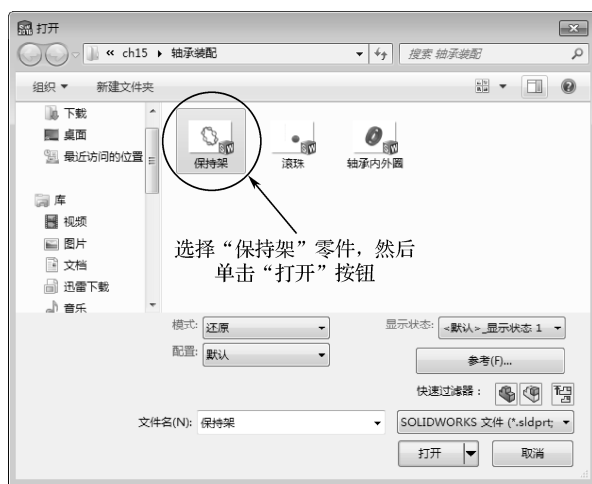 打开
« ch15 ▸ 轴承装配
搜索 轴承装配
组织 新建文件夹
下载
桌面
最近访问的位置
库
视频
图片
文档
迅雷下载
音乐
保持架
滚珠
轴承内外圆
选择“保持架”零件，然后
单击“打开”按钮
模式: 还原
显示状态: <默认>_显示状态 1
配置: 默认
参考(F)...
快速过滤器：
文件名(N): 保持架
SOLIDWORKS 文件 (*.sldprt;
打开 取消